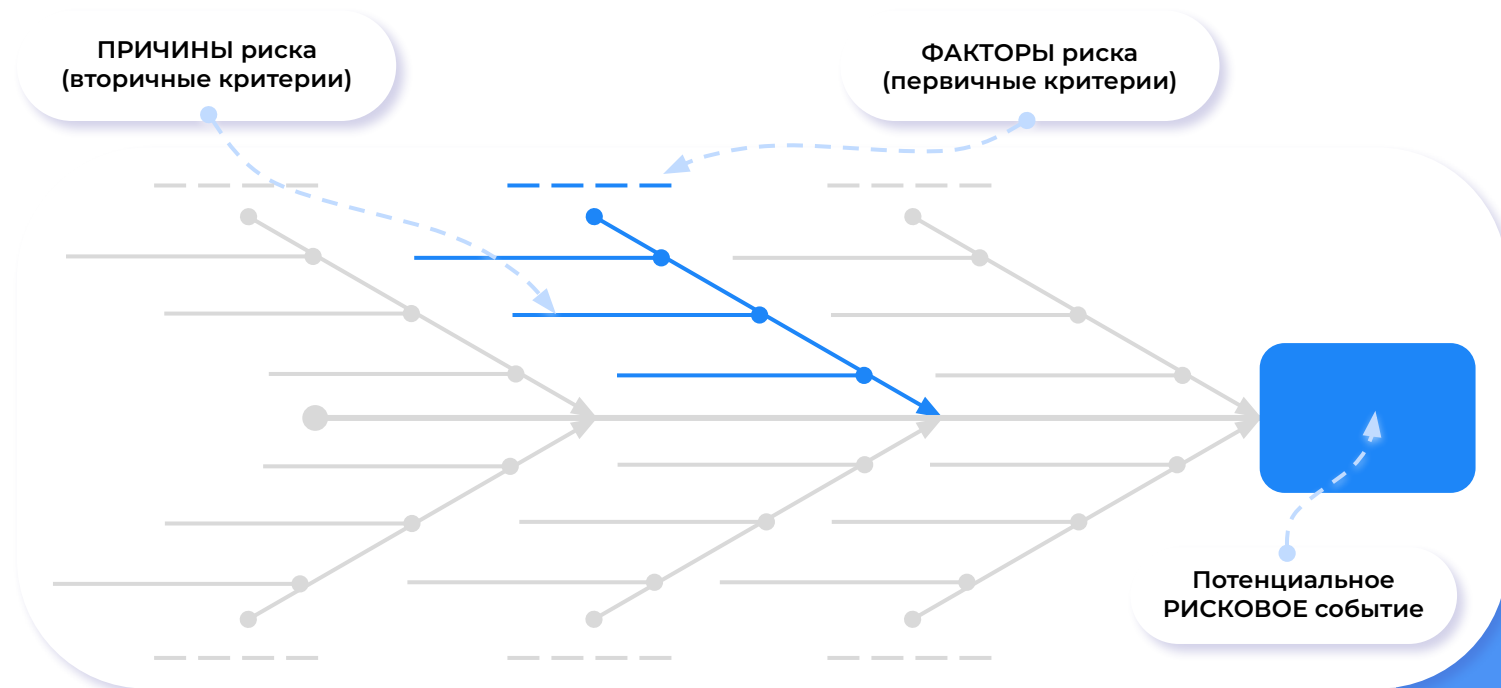 ПРИЧИНЫ риска
(вторичные критерии)
ФАКТОРЫ риска
(первичные критерии)
Потенциальное
РИСКОВОЕ событие